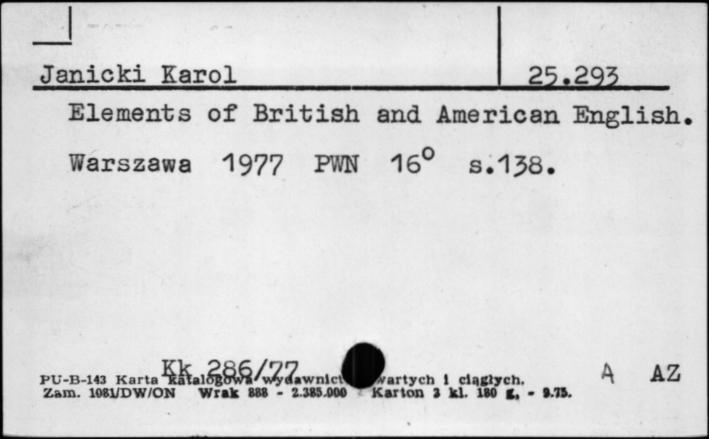 Janicki Karol 25.293
Elements of British and American English.
Warszawa 1977 PWN 16° s.138.
Kk 286/77
PU-B-143 Karta katalogowa wydawnict wartych i ciągłych. A AZ
Zam. 1081/DW/ON Wrak 888 - 2.385.000 Karton 3 kl. 180 g. - 9.75.